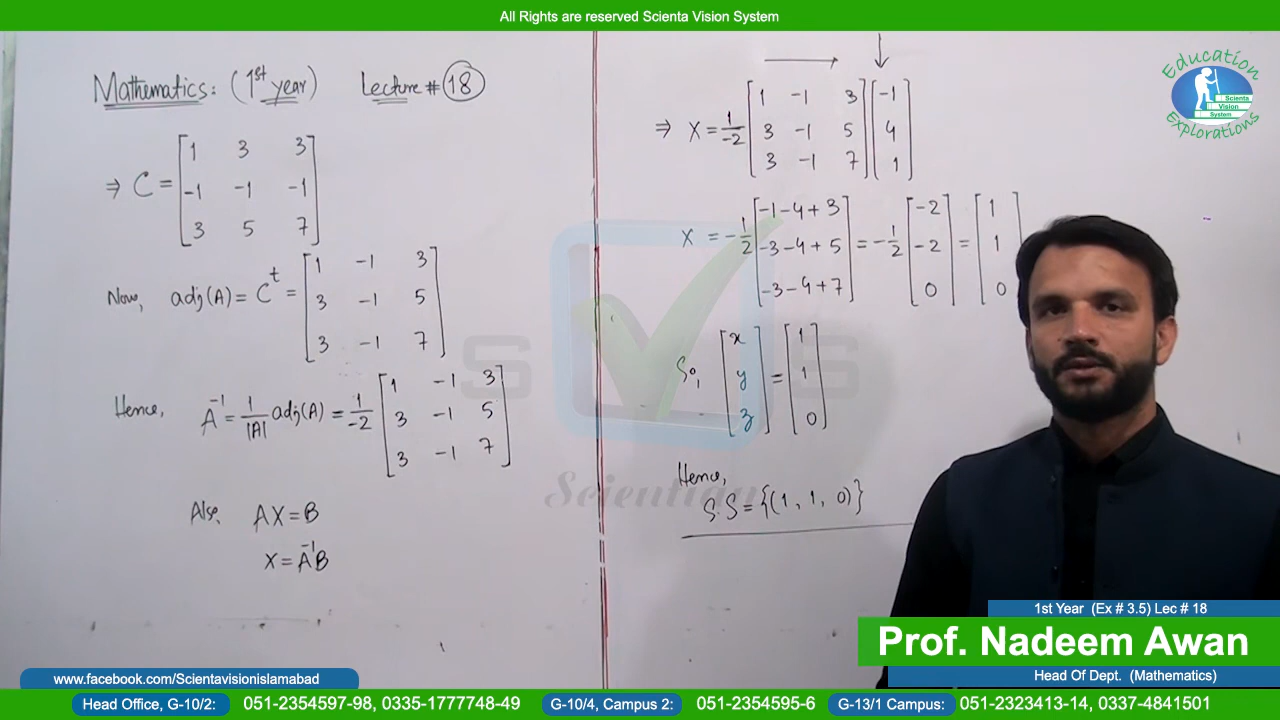 All Rights are reserved Scienta Vision System
Mathematics: (1st year) Lecture # 18
⇒ C = [1 3 3
-1 -1 -1
3 5 7]
Now, adj(A) = C^t = [1 -1 3
3 -1 5
3 -1 7]
Hence, A^-1 = 1/|A| adj(A) = 1/-2 [1 -1 3
3 -1 5
3 -1 7]
Also, AX = B
X = A^-1 B
⇒ X = 1/-2 [1 -1 3
3 -1 5
3 -1 7] [-1
4
1]
X = -1/2 [-1-4+3
-3-4+5
-3-4+7] = -1/2 [-2
-2
0] = [1
1
0]
So, [x
y
z] = [1
1
0]
Hence,
S.S = {(1, 1, 0)}
Education
Scienta
Vision
System
Explorations
SVS
1st Year (Ex # 3.5) Lec # 18
Prof. Nadeem Awan
Head Of Dept. (Mathematics)
www.facebook.com/Scientavisionislamabad
Head Office, G-10/2: 051-2354597-98, 0335-1777748-49 G-10/4, Campus 2: 051-2354595-6 G-13/1 Campus: 051-2323413-14, 0337-4841501